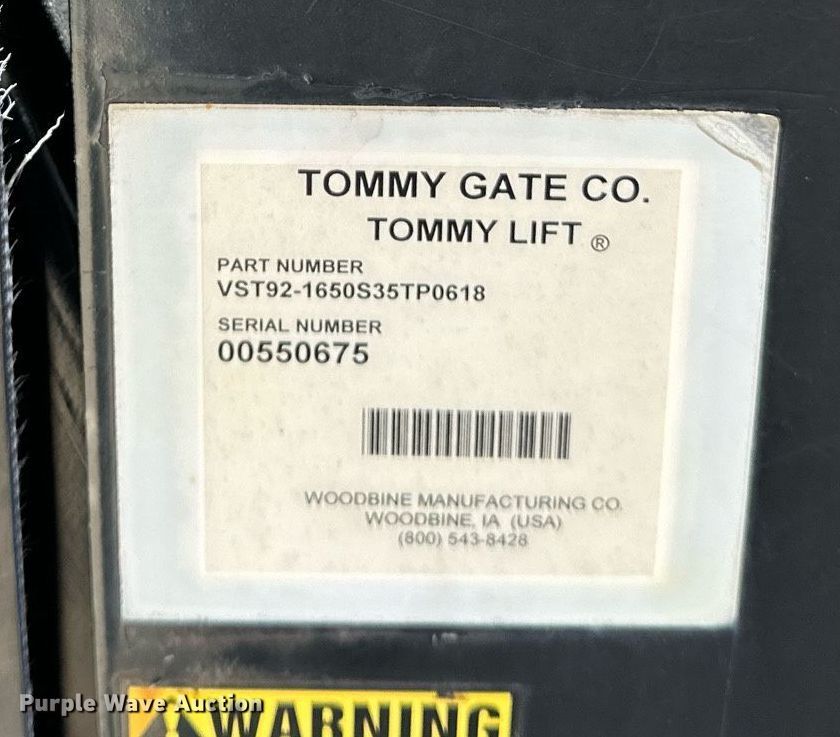 TOMMY GATE CO.
TOMMY LIFT ®
PART NUMBER
VST92-1650S35TP0618
SERIAL NUMBER
00550675
WOODBINE MANUFACTURING CO.
WOODBINE, IA (USA)
(800) 543-8428
WARNING
Purple Wave Auction